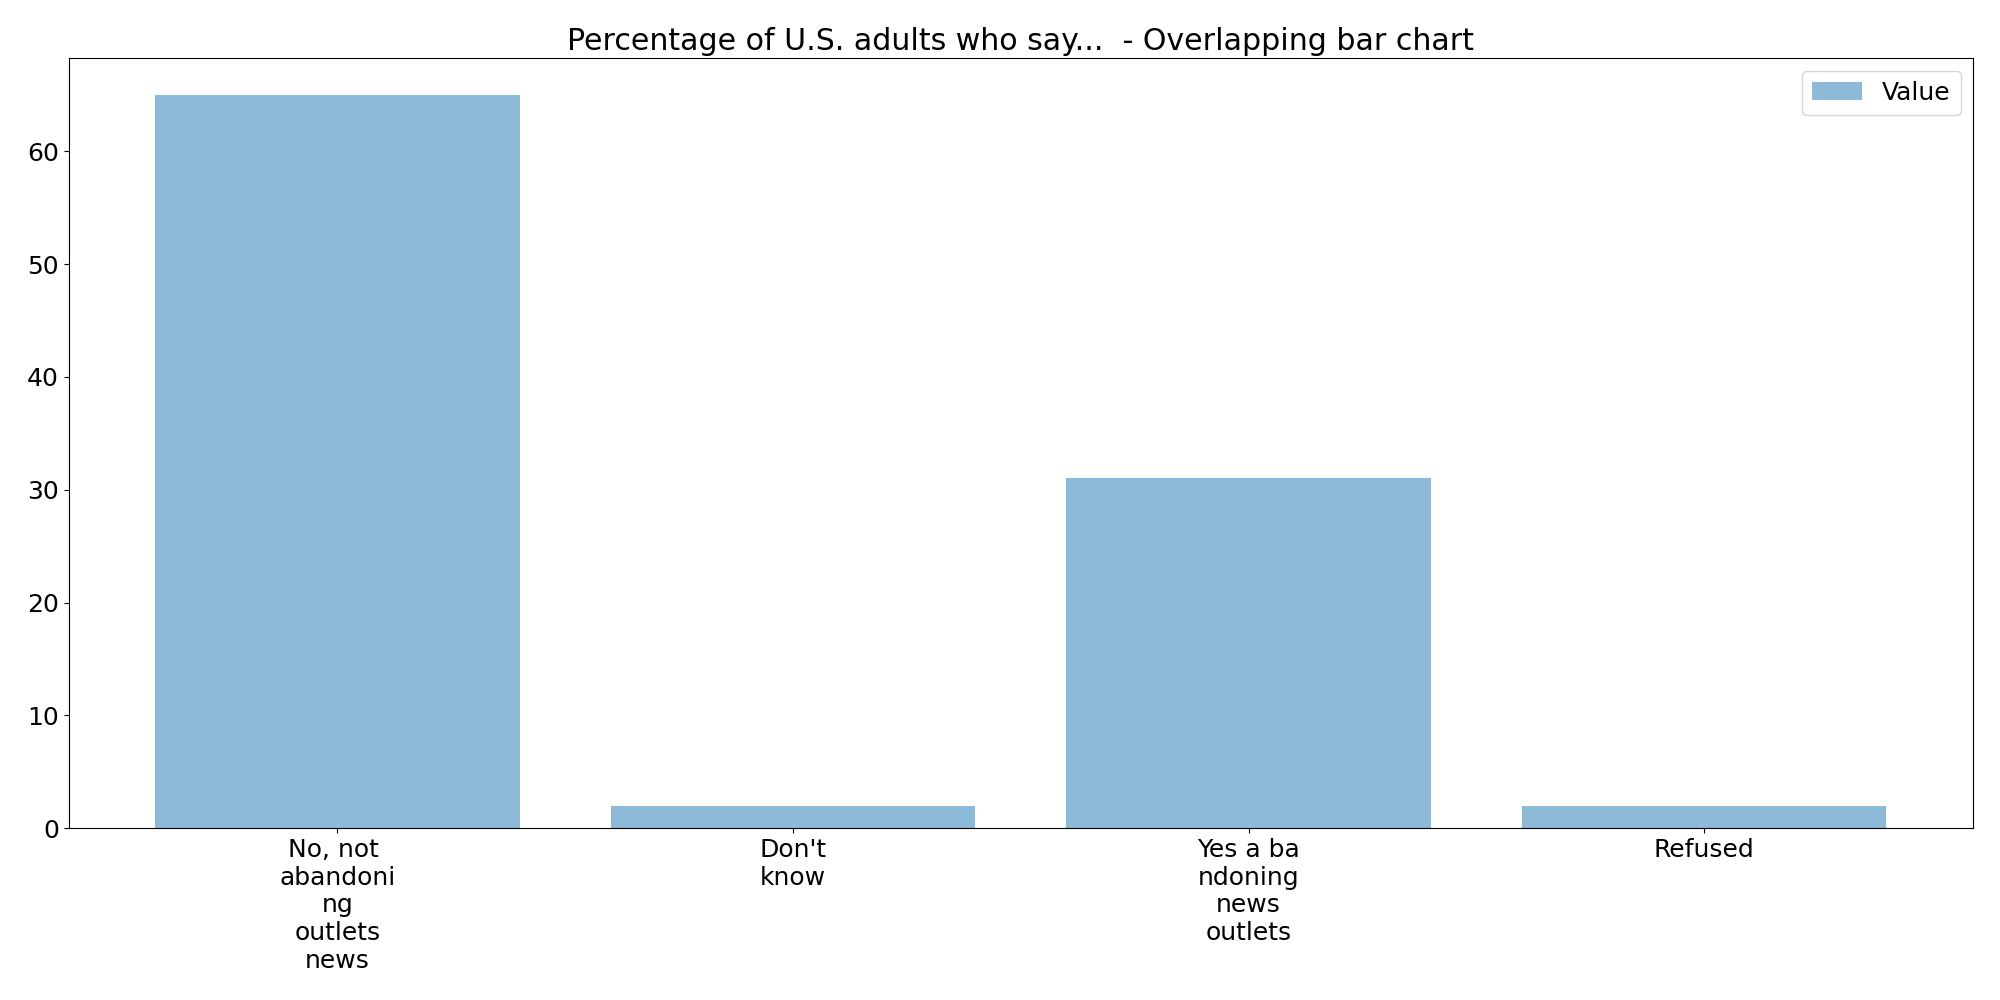 Percentage of U.S. adults who say...  - Overlapping bar chart
Value
60
50
40
30
20
10
0
No, not
abandoni
ng
outlets
news
Don't
know
Yes a ba
ndoning
news
outlets
Refused